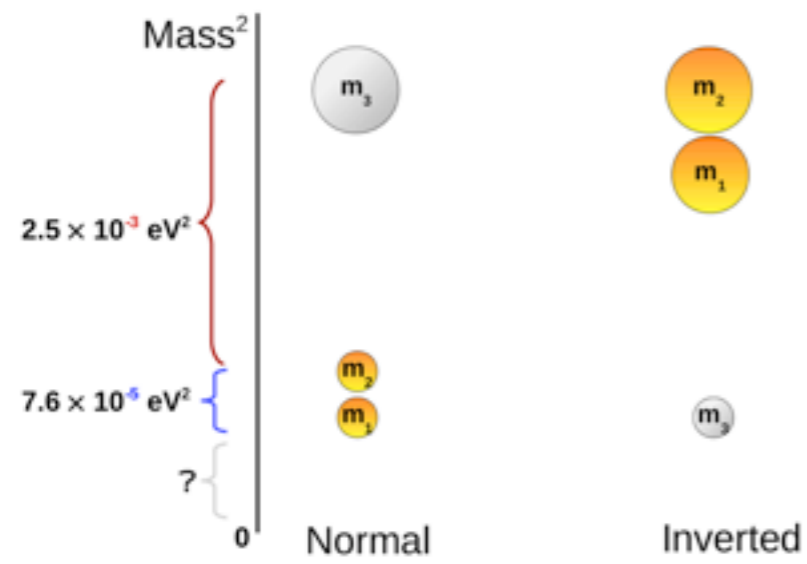 Mass²
m₃
m₂
m₁
2.5 × 10⁻³ eV²
m₂
7.6 × 10⁻⁵ eV²
m₁
m₃
?
0
Normal
Inverted